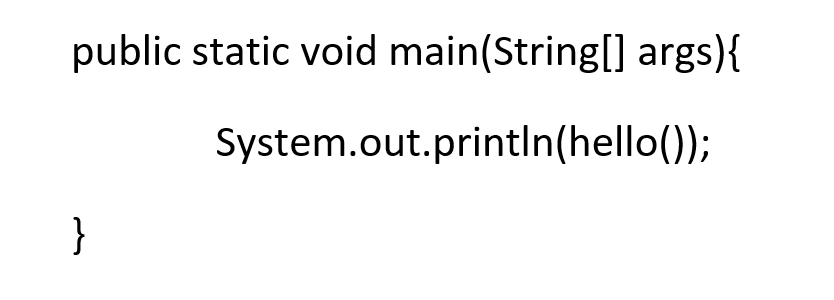 public static void main(String[] args){
System.out.println(hello());
}